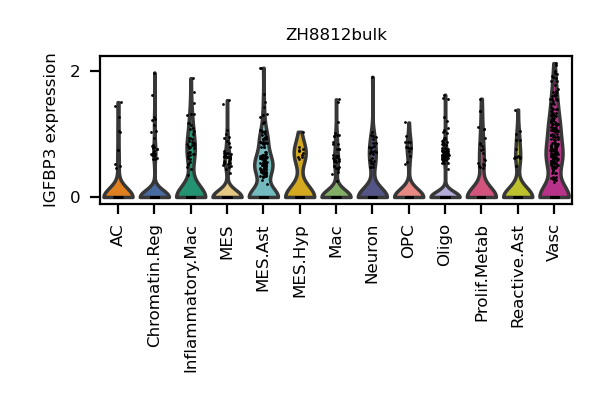 ZH8812bulk
IGFBP3 expression
2
0
AC
Chromatin.Reg
Inflammatory.Mac
MES
MES.Ast
MES.Hyp
Mac
Neuron
OPC
Oligo
Prolif.Metab
Reactive.Ast
Vasc